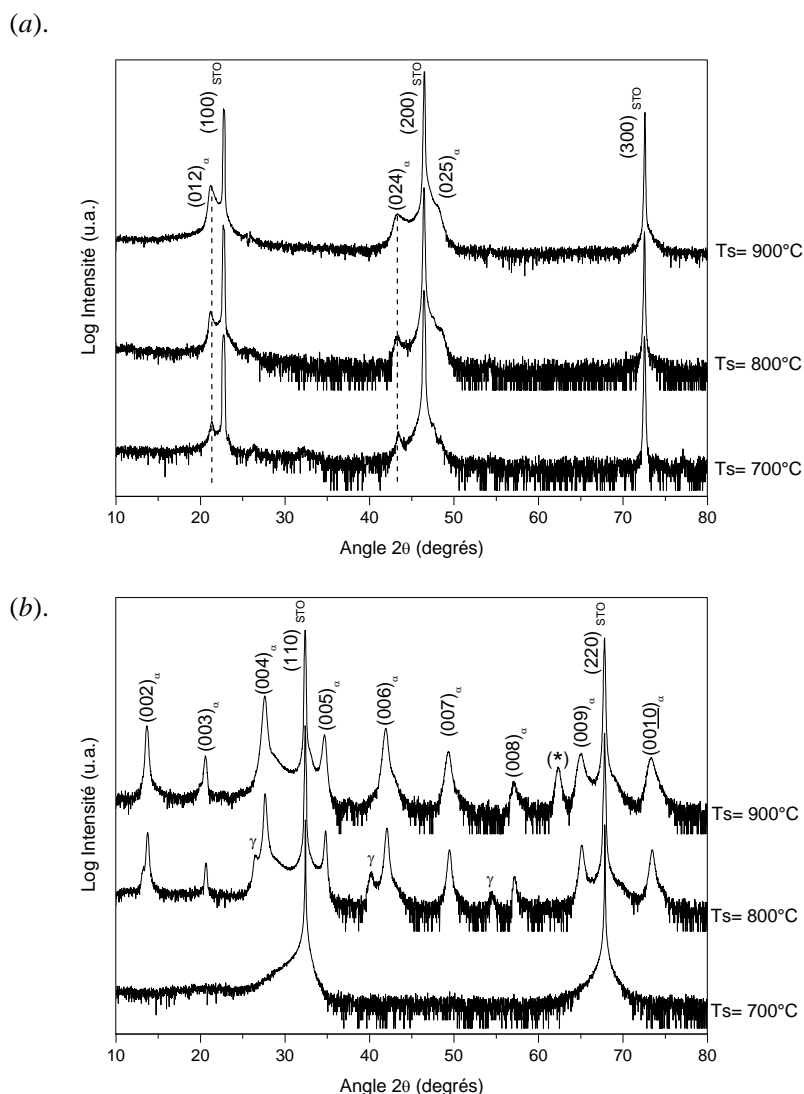 (a).
(012)α
(100) STO
(024)α
(200) STO
(025)α
(300) STO
Ts= 900°C
Ts= 800°C
Ts= 700°C
Log Intensité (u.a.)
10 20 30 40 50 60 70 80
Angle 2θ (degrés)
(b).
(002)α
(003)α
(004)α
(110) STO
(005)α
(006)α
(007)α
(008)α
(*)
(009)α
(220) STO
(0010)α
Ts= 900°C
γ
γ
γ
Ts= 800°C
Ts= 700°C
Log Intensité (u.a.)
10 20 30 40 50 60 70 80
Angle 2θ (degrés)